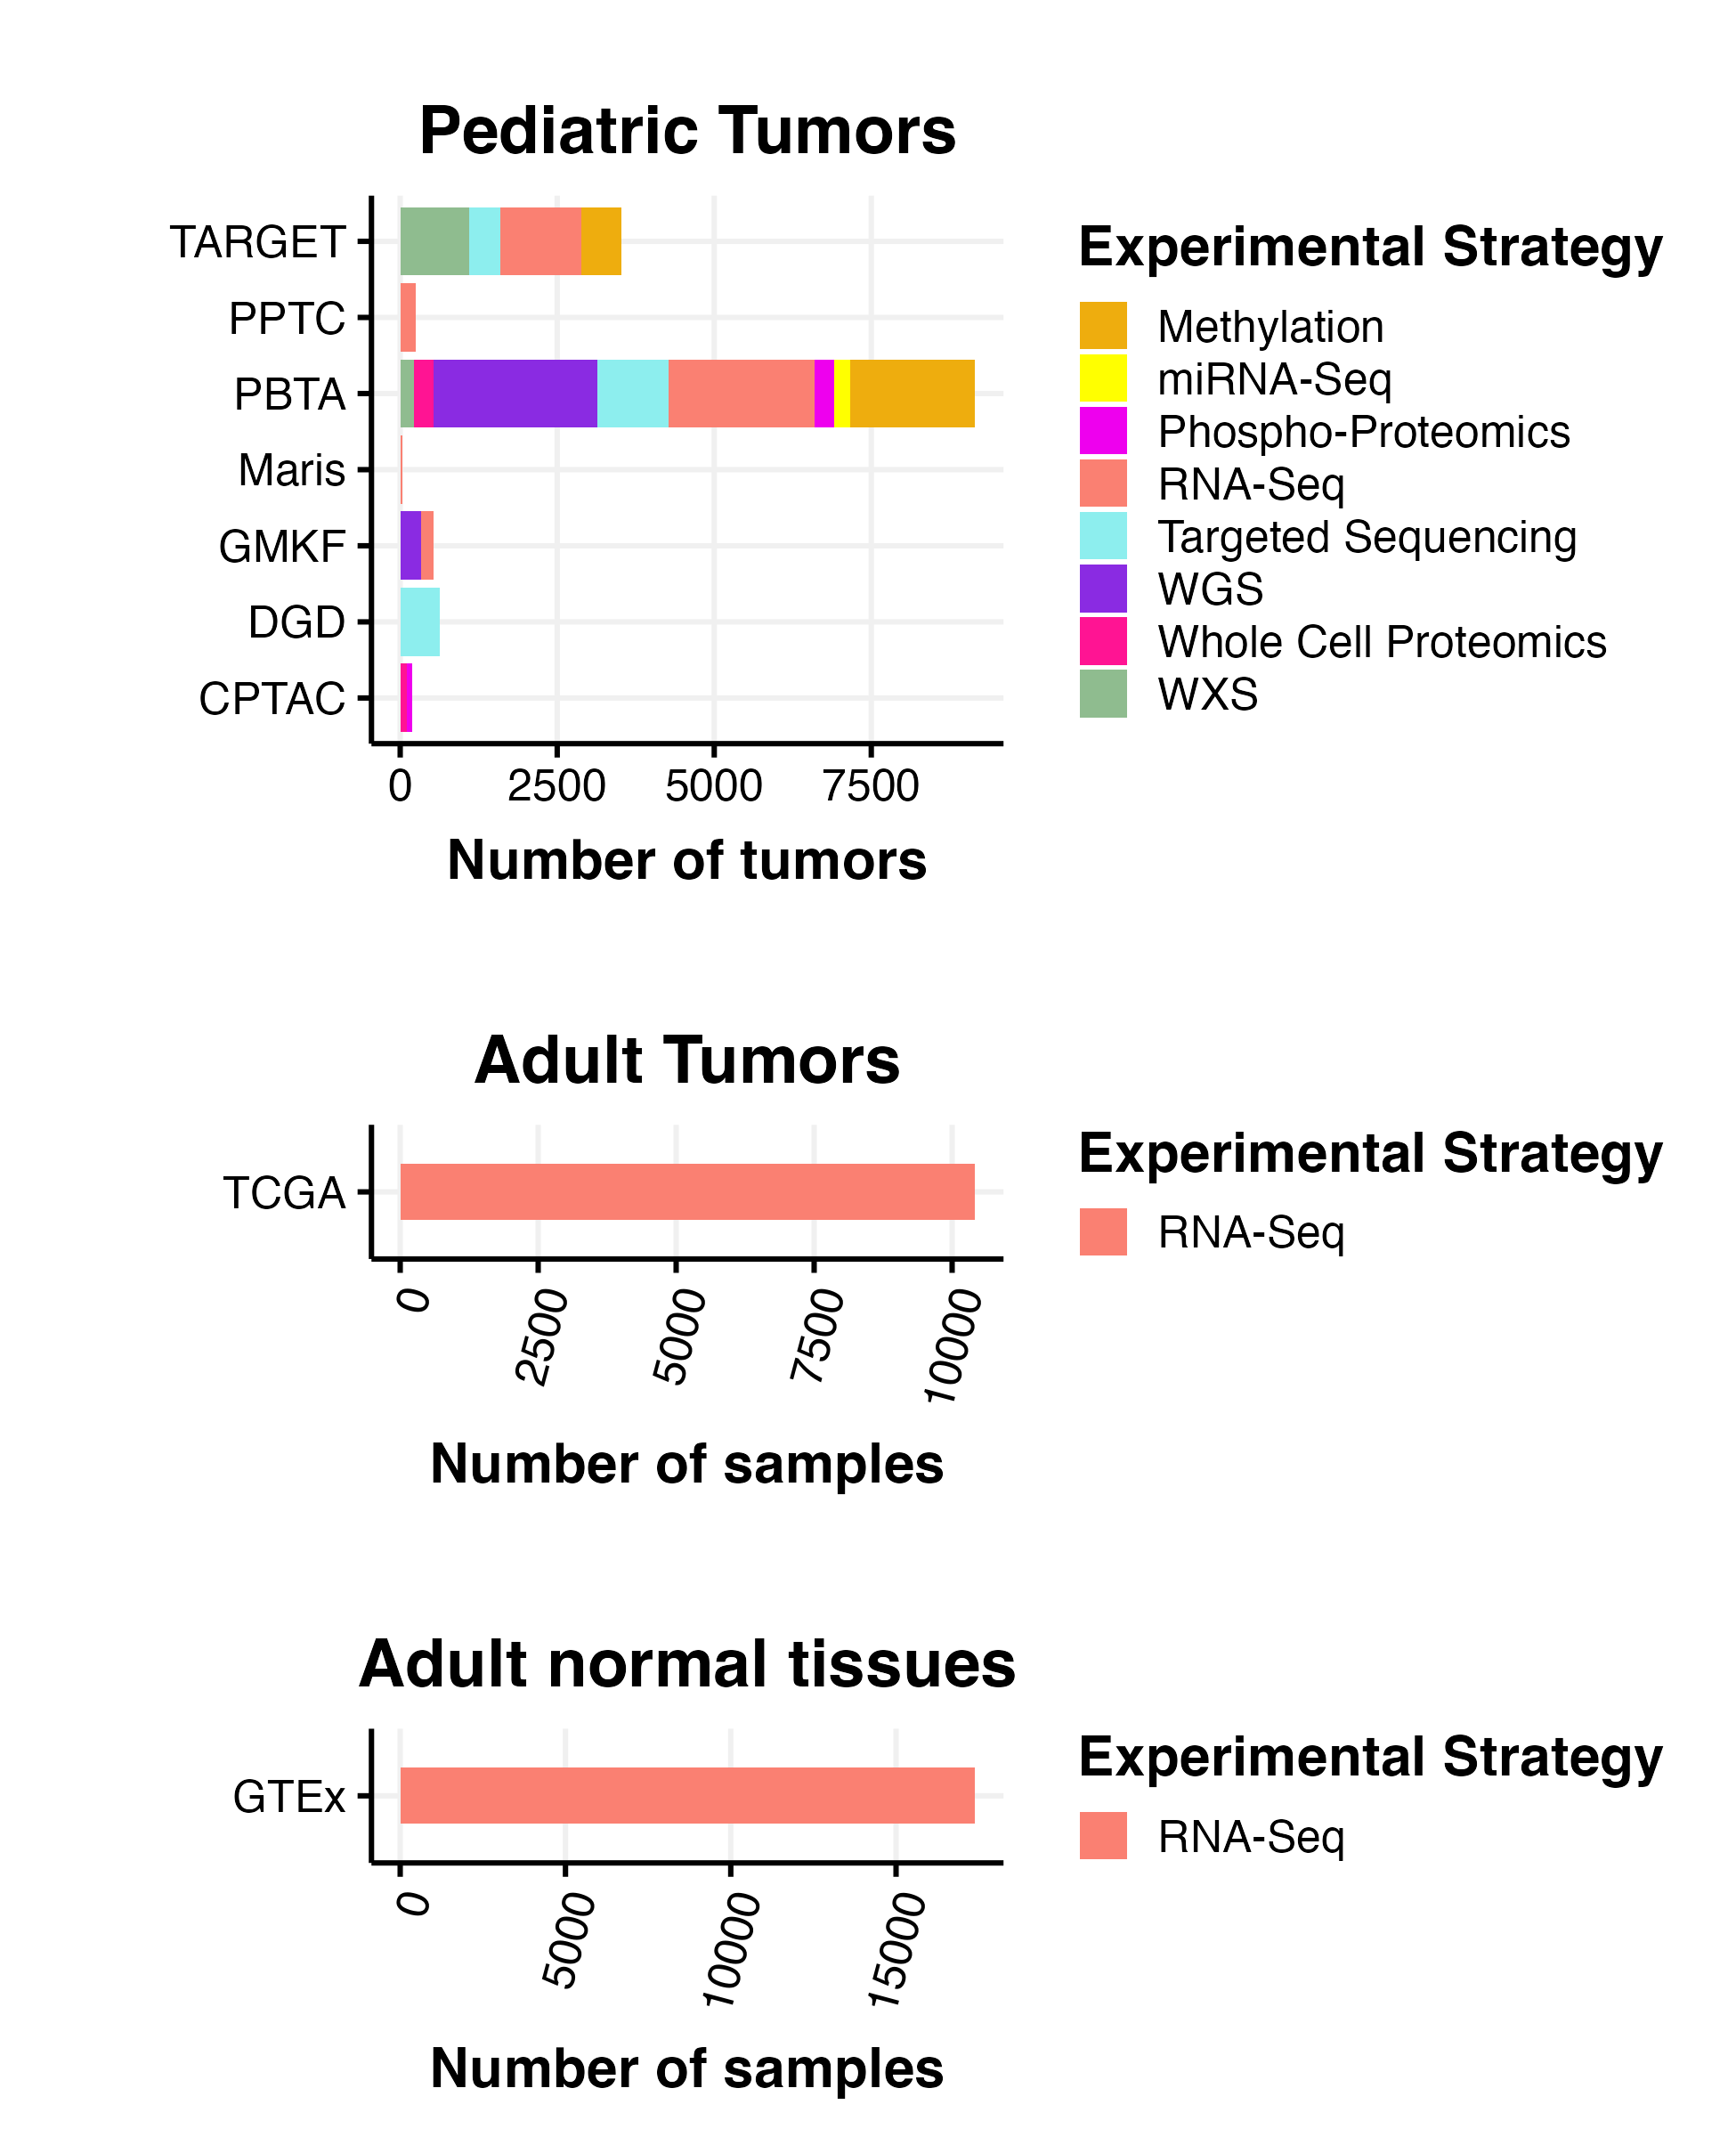 Pediatric Tumors
TARGET
PPTC
PBTA
Maris
GMKF
DGD
CPTAC
0 2500 5000 7500
Number of tumors
Experimental Strategy
Methylation
miRNA-Seq
Phospho-Proteomics
RNA-Seq
Targeted Sequencing
WGS
Whole Cell Proteomics
WXS
Adult Tumors
TCGA
0 2500 5000 7500 10000
Number of samples
Experimental Strategy
RNA-Seq
Adult normal tissues
GTEx
0 5000 10000 15000
Number of samples
Experimental Strategy
RNA-Seq